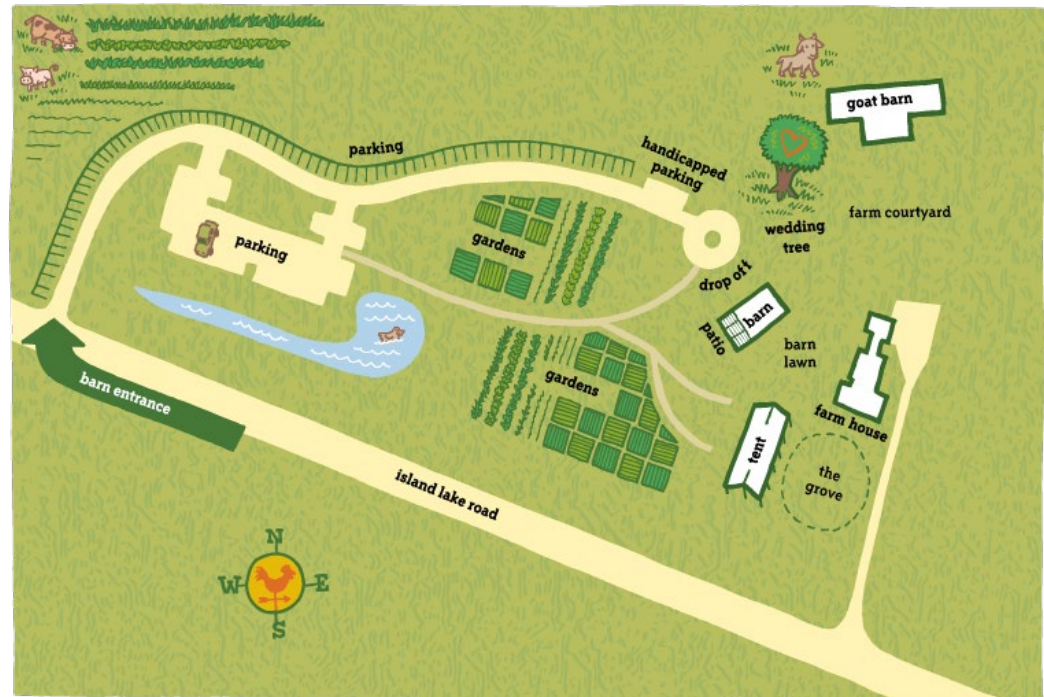 goat barn
parking
handicapped
parking
farm courtyard
wedding
tree
gardens
parking
drop off
barn
patio
barn
lawn
gardens
barn entrance
farm house
tent
the
grove
island lake road
N
W
E
S